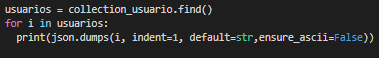 usuarios = collection_usuario.find()
for i in usuarios:
  print(json.dumps(i, indent=1, default=str,ensure_ascii=False))